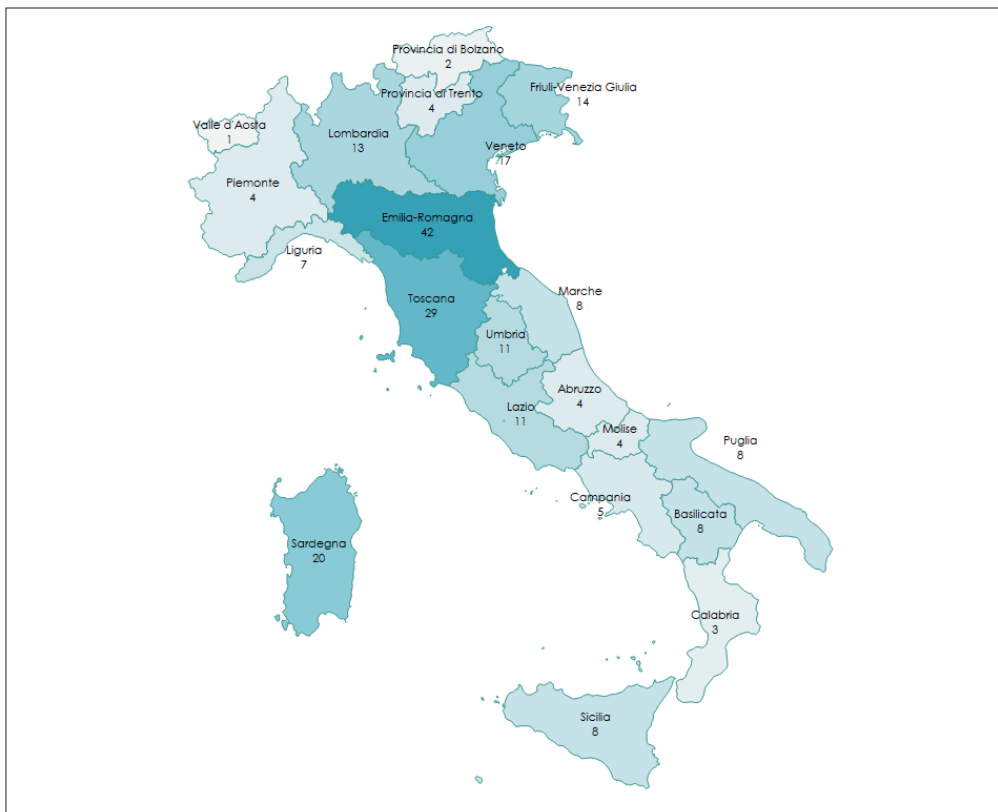 Provincia di Bolzano
2
Provincia di Trento
4
Friuli-Venezia Giulia
14
Valle d'Aosta
1
Lombardia
13
Veneto
17
Piemonte
4
Emilia-Romagna
42
Liguria
7
Toscana
29
Marche
8
Umbria
11
Abruzzo
4
Lazio
11
Molise
4
Puglia
8
Campania
5
Basilicata
8
Sardegna
20
Calabria
3
Sicilia
8